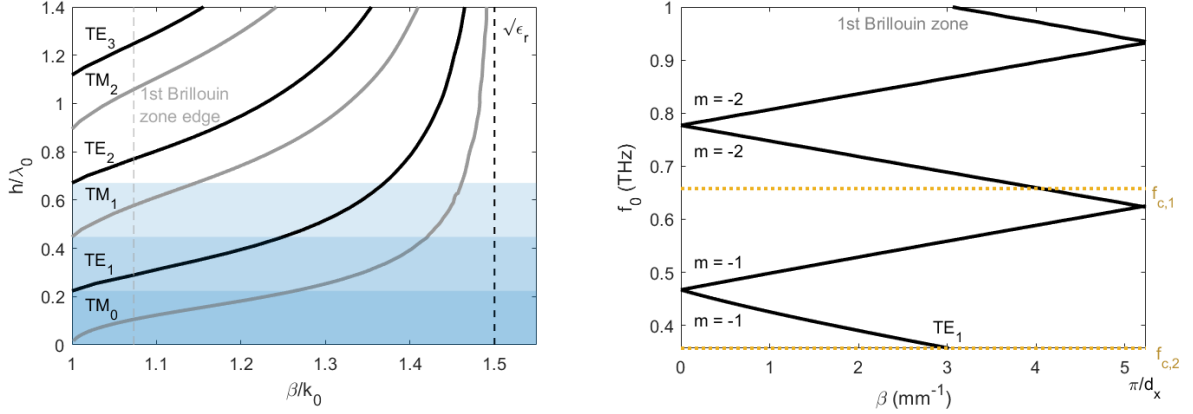 1.4
1.2
1
0.8
0.6
0.4
0.2
0
h/λ0
TE3
TM2
TE2
TM1
TE1
TM0
1st Brillouin
zone edge
√ϵr
1
1.1
1.2
1.3
1.4
1.5
β/k0
1
0.9
0.8
0.7
0.6
0.5
0.4
f0 (THz)
1st Brillouin zone
m = -2
m = -2
m = -1
m = -1
TE1
fc,1
fc,2
0
1
2
3
4
5
π/dx
β (mm-1)